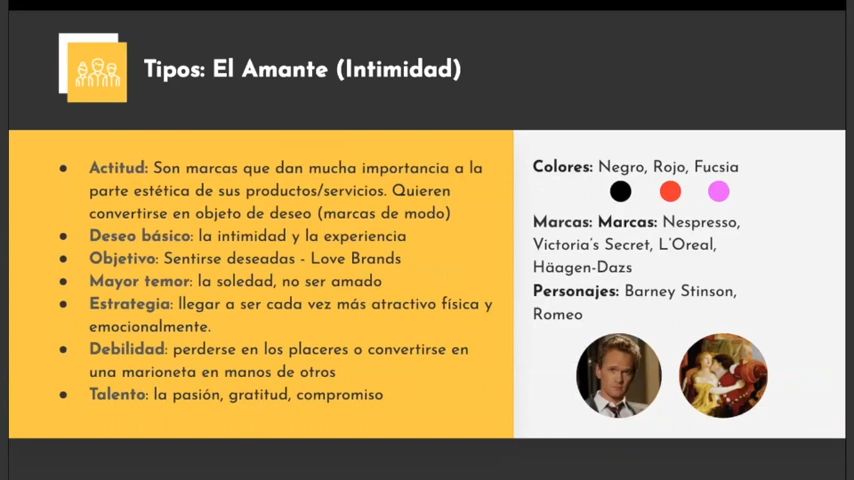 Tipos: El Amante (Intimidad)
● Actitud: Son marcas que dan mucha importancia a la
parte estética de sus productos/servicios. Quieren
convertirse en objeto de deseo (marcas de modo)
● Deseo básico: la intimidad y la experiencia
● Objetivo: Sentirse deseadas - Love Brands
● Mayor temor: la soledad, no ser amado
● Estrategia: llegar a ser cada vez más atractivo física y
emocionalmente.
● Debilidad: perderse en los placeres o convertirse en
una marioneta en manos de otros
● Talento: la pasión, gratitud, compromiso
Colores: Negro, Rojo, Fucsia
Marcas: Marcas: Nespresso,
Victoria's Secret, L'Oreal,
Häagen-Dazs
Personajes: Barney Stinson,
Romeo